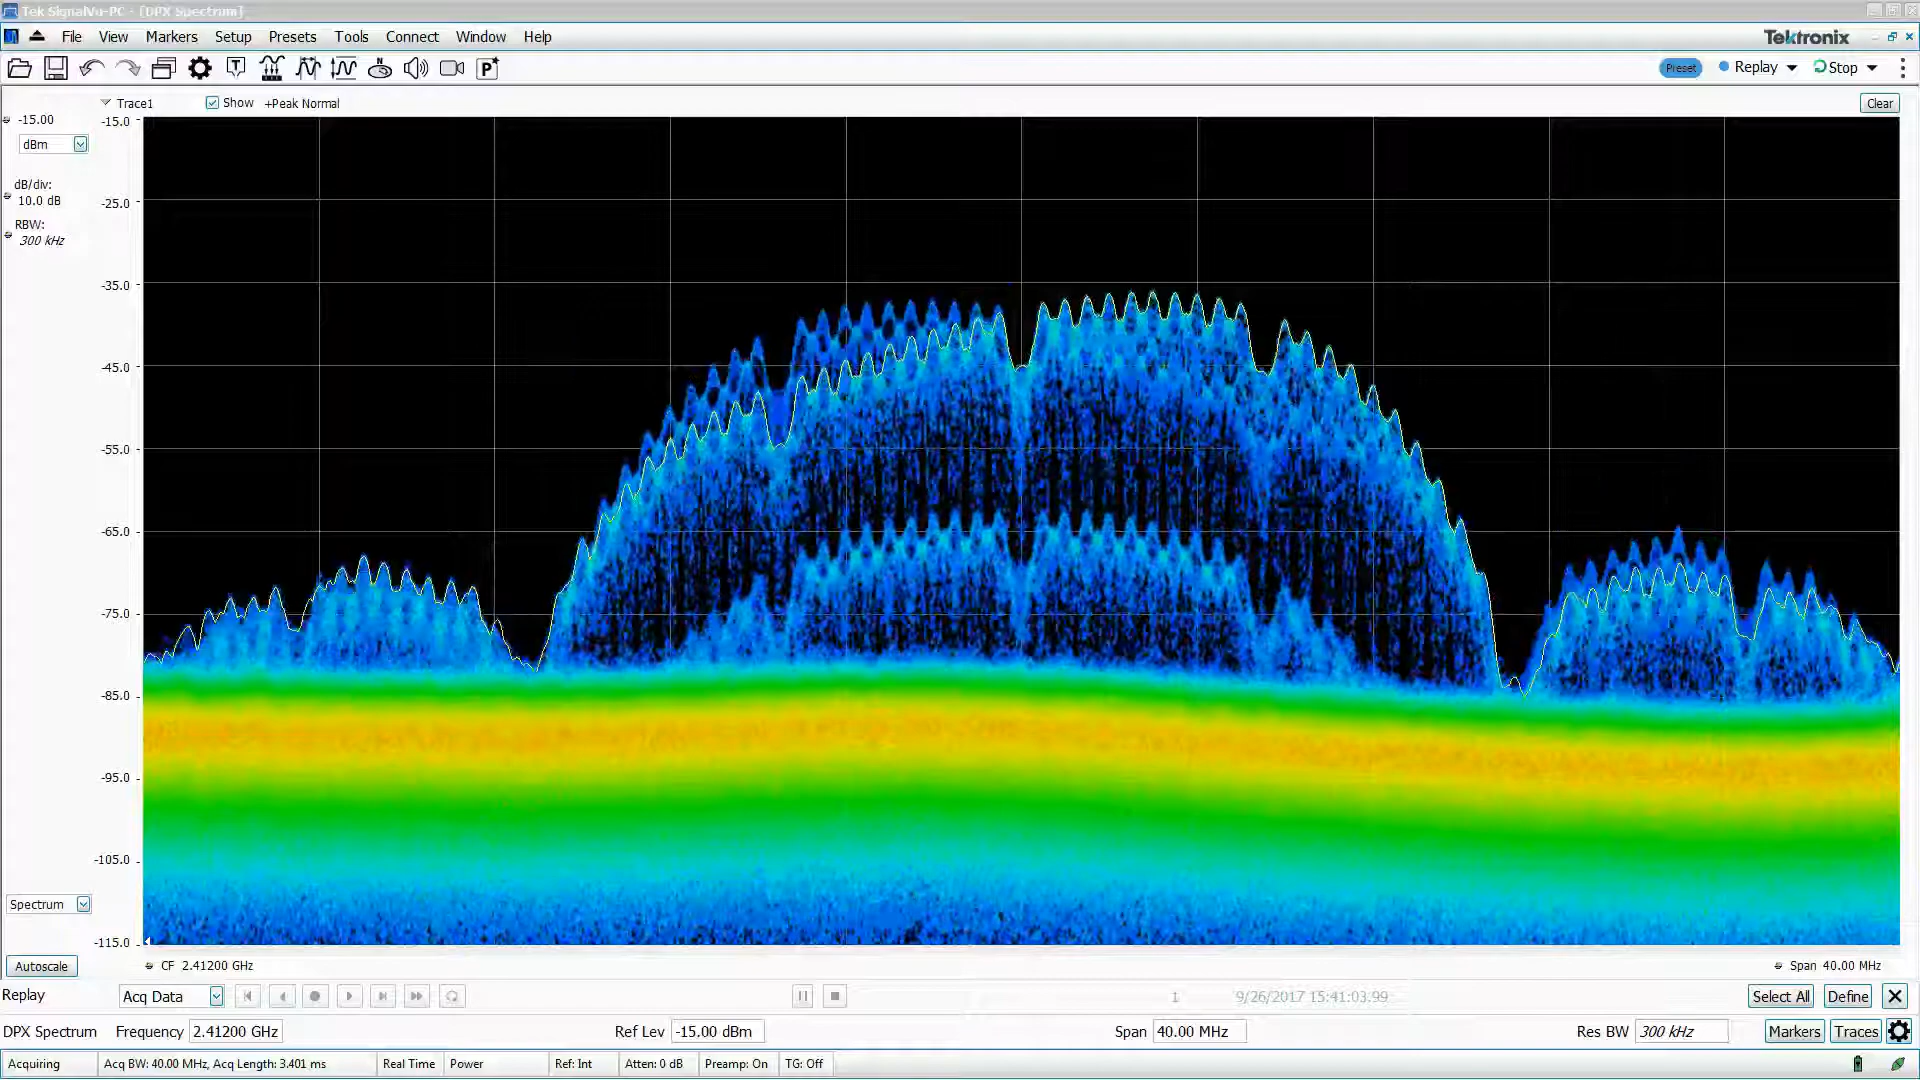 Tek SignalVu-PC - [DPX Spectrum]
File View Markers Setup Presets Tools Connect Window Help
Tektronix
T P Preset Replay Stop
Trace1 Show +Peak Normal Clear
-15.00
dBm
dB/div:
10.0 dB
RBW:
300 kHz
-15.0
-25.0
-35.0
-45.0
-55.0
-65.0
-75.0
-85.0
-95.0
-105.0
-115.0
Spectrum
Autoscale
CF 2.41200 GHz Span 40.00 MHz
Replay Acq Data 1 9/26/2017 15:41:03.99 Select All Define
DPX Spectrum Frequency 2.41200 GHz Ref Lev -15.00 dBm Span 40.00 MHz Res BW 300 kHz Markers Traces
Acquiring Acq BW: 40.00 MHz, Acq Length: 3.401 ms Real Time Power Ref: Int Atten: 0 dB Preamp: On TG: Off